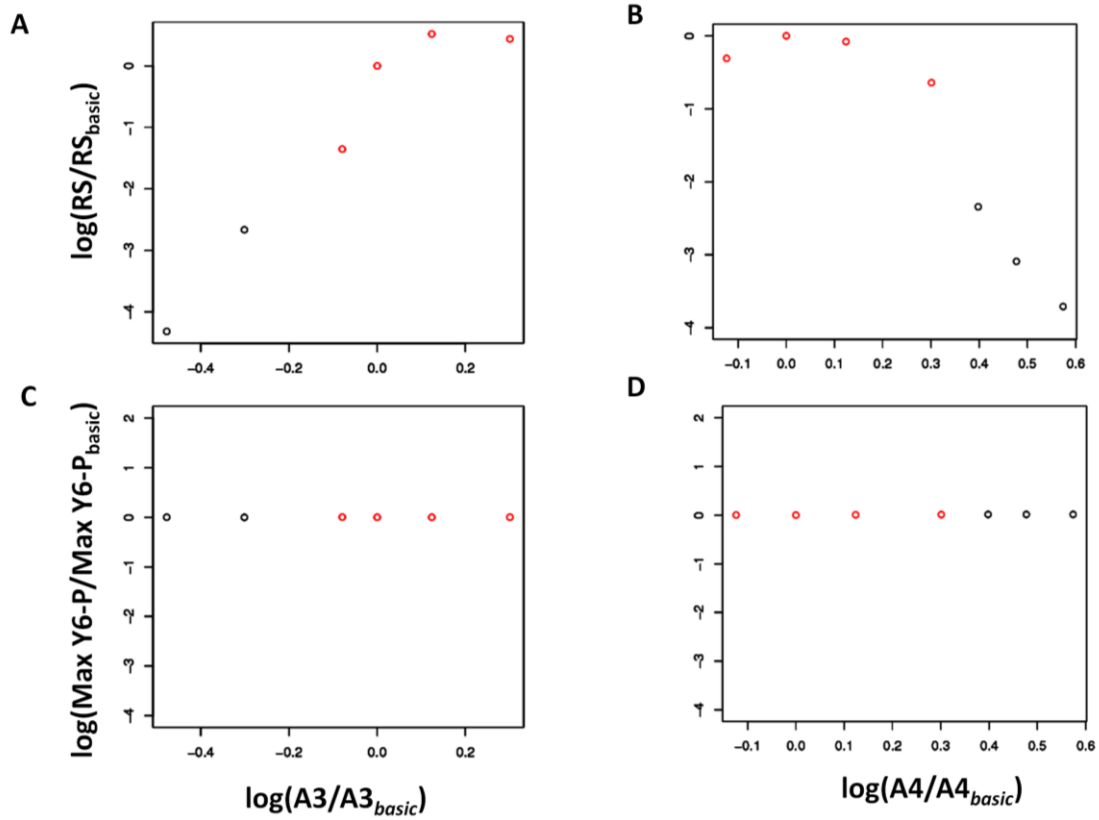 A
B
log(RS/RSbasic)
0
-1
-2
-3
-4
-0.4 -0.2 0.0 0.2
0
-1
-2
-3
-4
-0.1 0.0 0.1 0.2 0.3 0.4 0.5 0.6
C
D
log(Max Y6-P/Max Y6-Pbasic)
2
1
0
-1
-2
-3
-4
-0.4 -0.2 0.0 0.2
2
1
0
-1
-2
-3
-4
-0.1 0.0 0.1 0.2 0.3 0.4 0.5 0.6
log(A3/A3basic)
log(A4/A4basic)